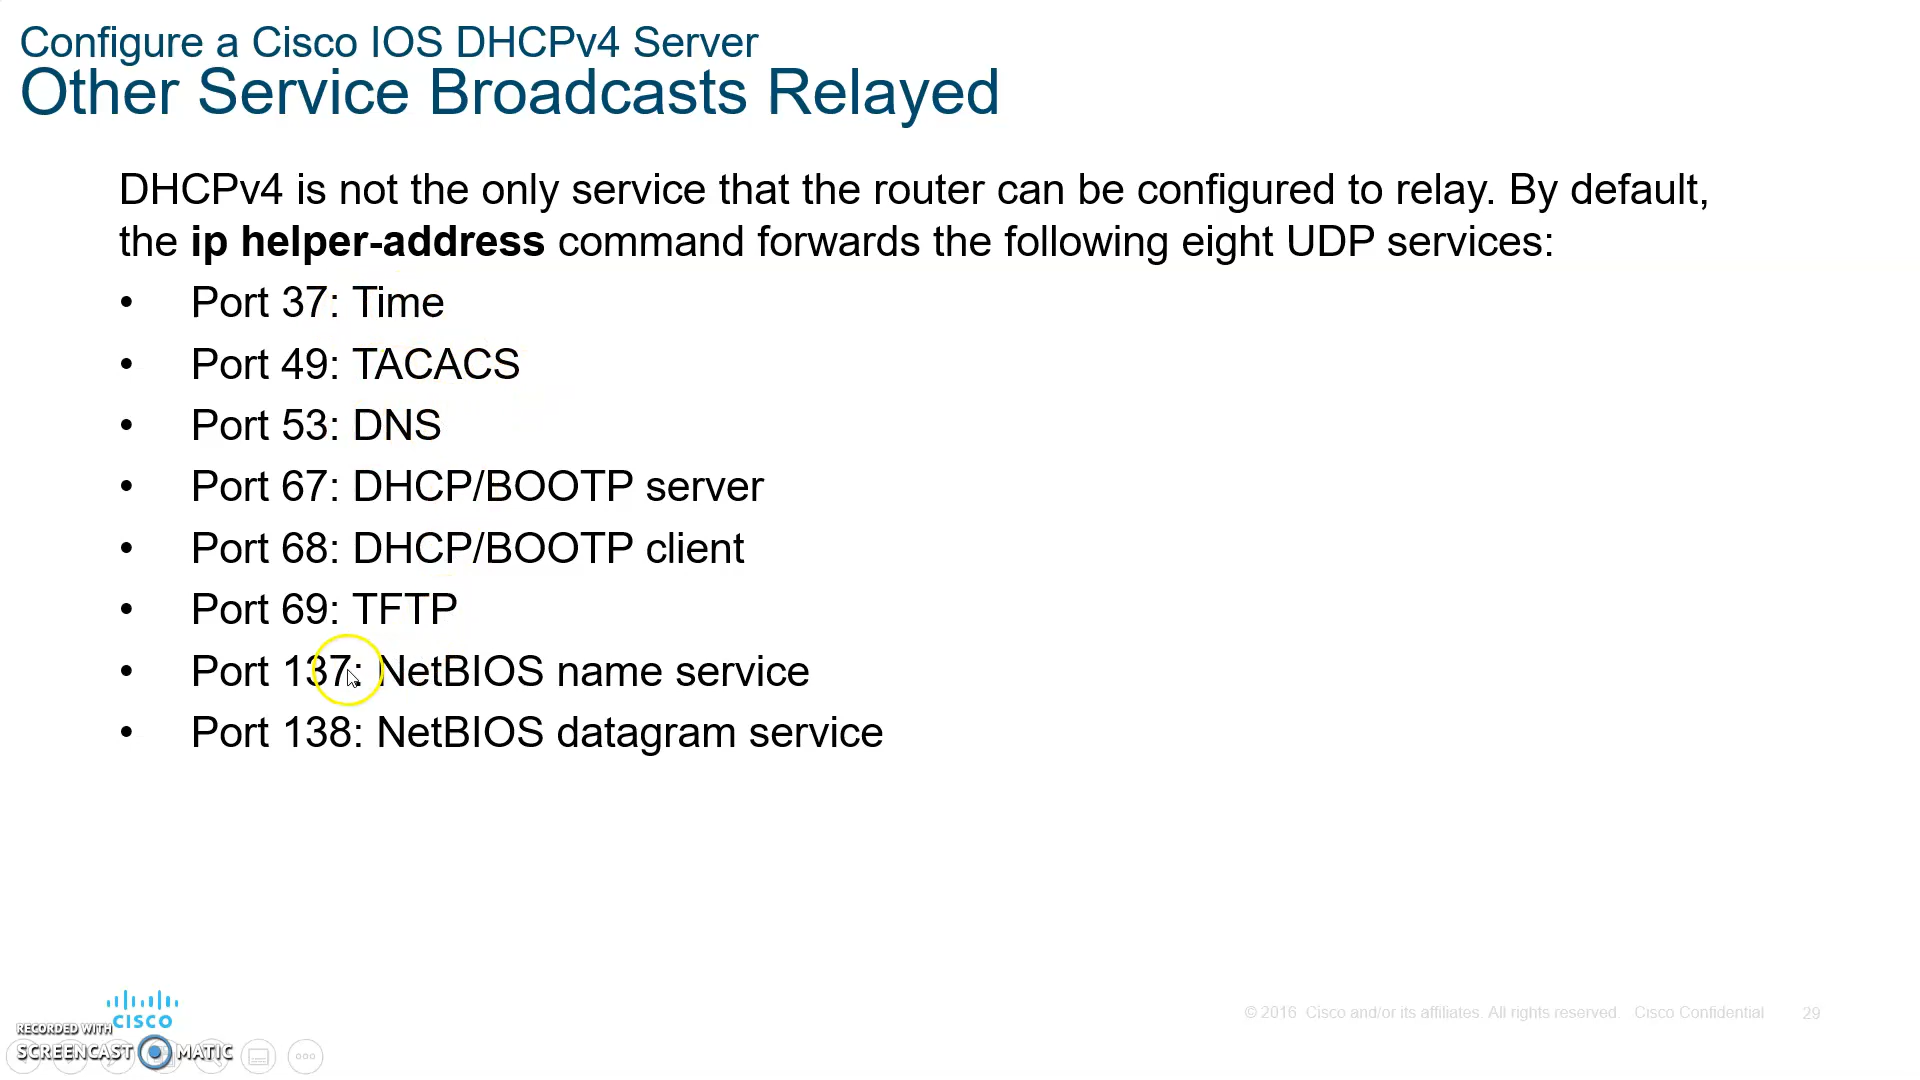 Configure a Cisco IOS DHCPv4 Server
Other Service Broadcasts Relayed
DHCPv4 is not the only service that the router can be configured to relay. By default,
the ip helper-address command forwards the following eight UDP services:
• Port 37: Time
• Port 49: TACACS
• Port 53: DNS
• Port 67: DHCP/BOOTP server
• Port 68: DHCP/BOOTP client
• Port 69: TFTP
• Port 137: NetBIOS name service
• Port 138: NetBIOS datagram service
CISCO
© 2016 Cisco and/or its affiliates. All rights reserved. Cisco Confidential 29
RECORDED WITH
SCREENCAST MATIC